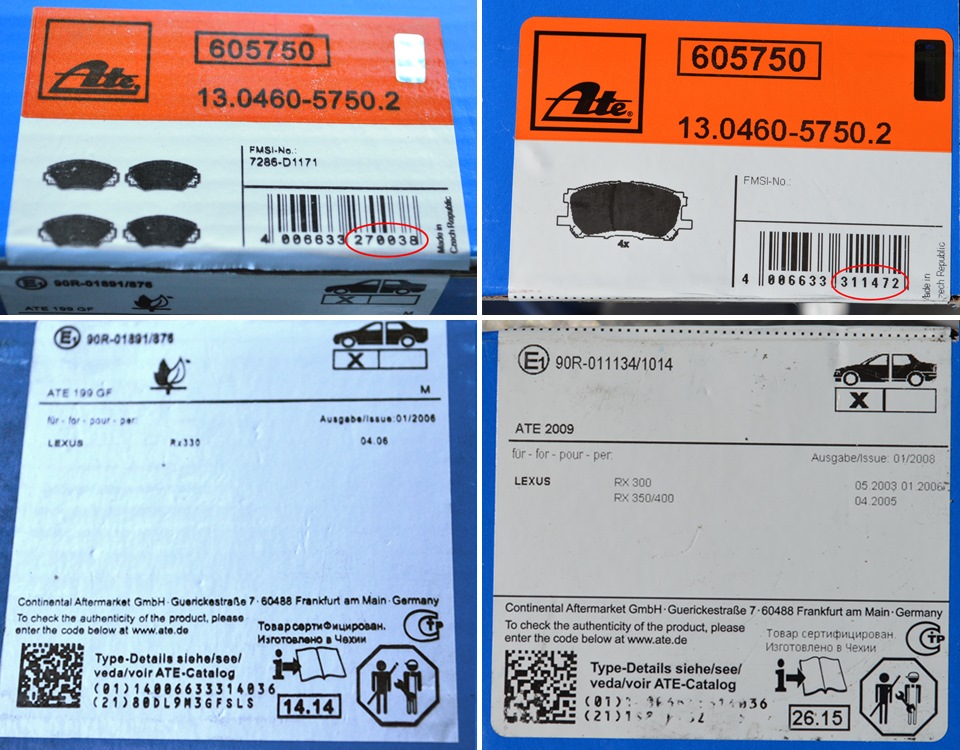 605750
Ate
13.0460-5750.2
FMSI-No.:
7286-D1171
4 006633 270038
Made in
Czech Republic
E1 90R-01891/876
ATE 199 GF M
X
605750
Ate
13.0460-5750.2
FMSI-No.:
4x
4 006633 311472
Made in
Czech Republic
E1 90R-01891/876
X
ATE 199 GF M
für - for - pour - per: Ausgabe/Issue:01/2006
LEXUS Rx330 04.06
Continental Aftermarket GmbH · Guerickestraße 7 · 60488 Frankfurt am Main · Germany
To check the authenticity of the product, please
enter the code below at www.ate.de
Товар сертифицирован.
Изготовлено в Чехии
Type-Details siehe/see/
veda/voir ATE-Catalog
(01)14006633314036
(21)80DL9M3GFSLS
14.14
E1 90R-011134/1014
X
ATE 2009
für - for - pour - per: Ausgabe/Issue: 01/2008
LEXUS RX 300 05.2003 01.2006
RX 350/400 04.2005
Continental Aftermarket GmbH · Guerickestraße 7 · 60488 Frankfurt am Main · Germany
To check the authenticity of the product, please
enter the code below at www.ate.de
Товар сертифицирован.
Изготовлено в Чехии
Type-Details siehe/see/
veda/voir ATE-Catalog
(01)
(21)
26.15